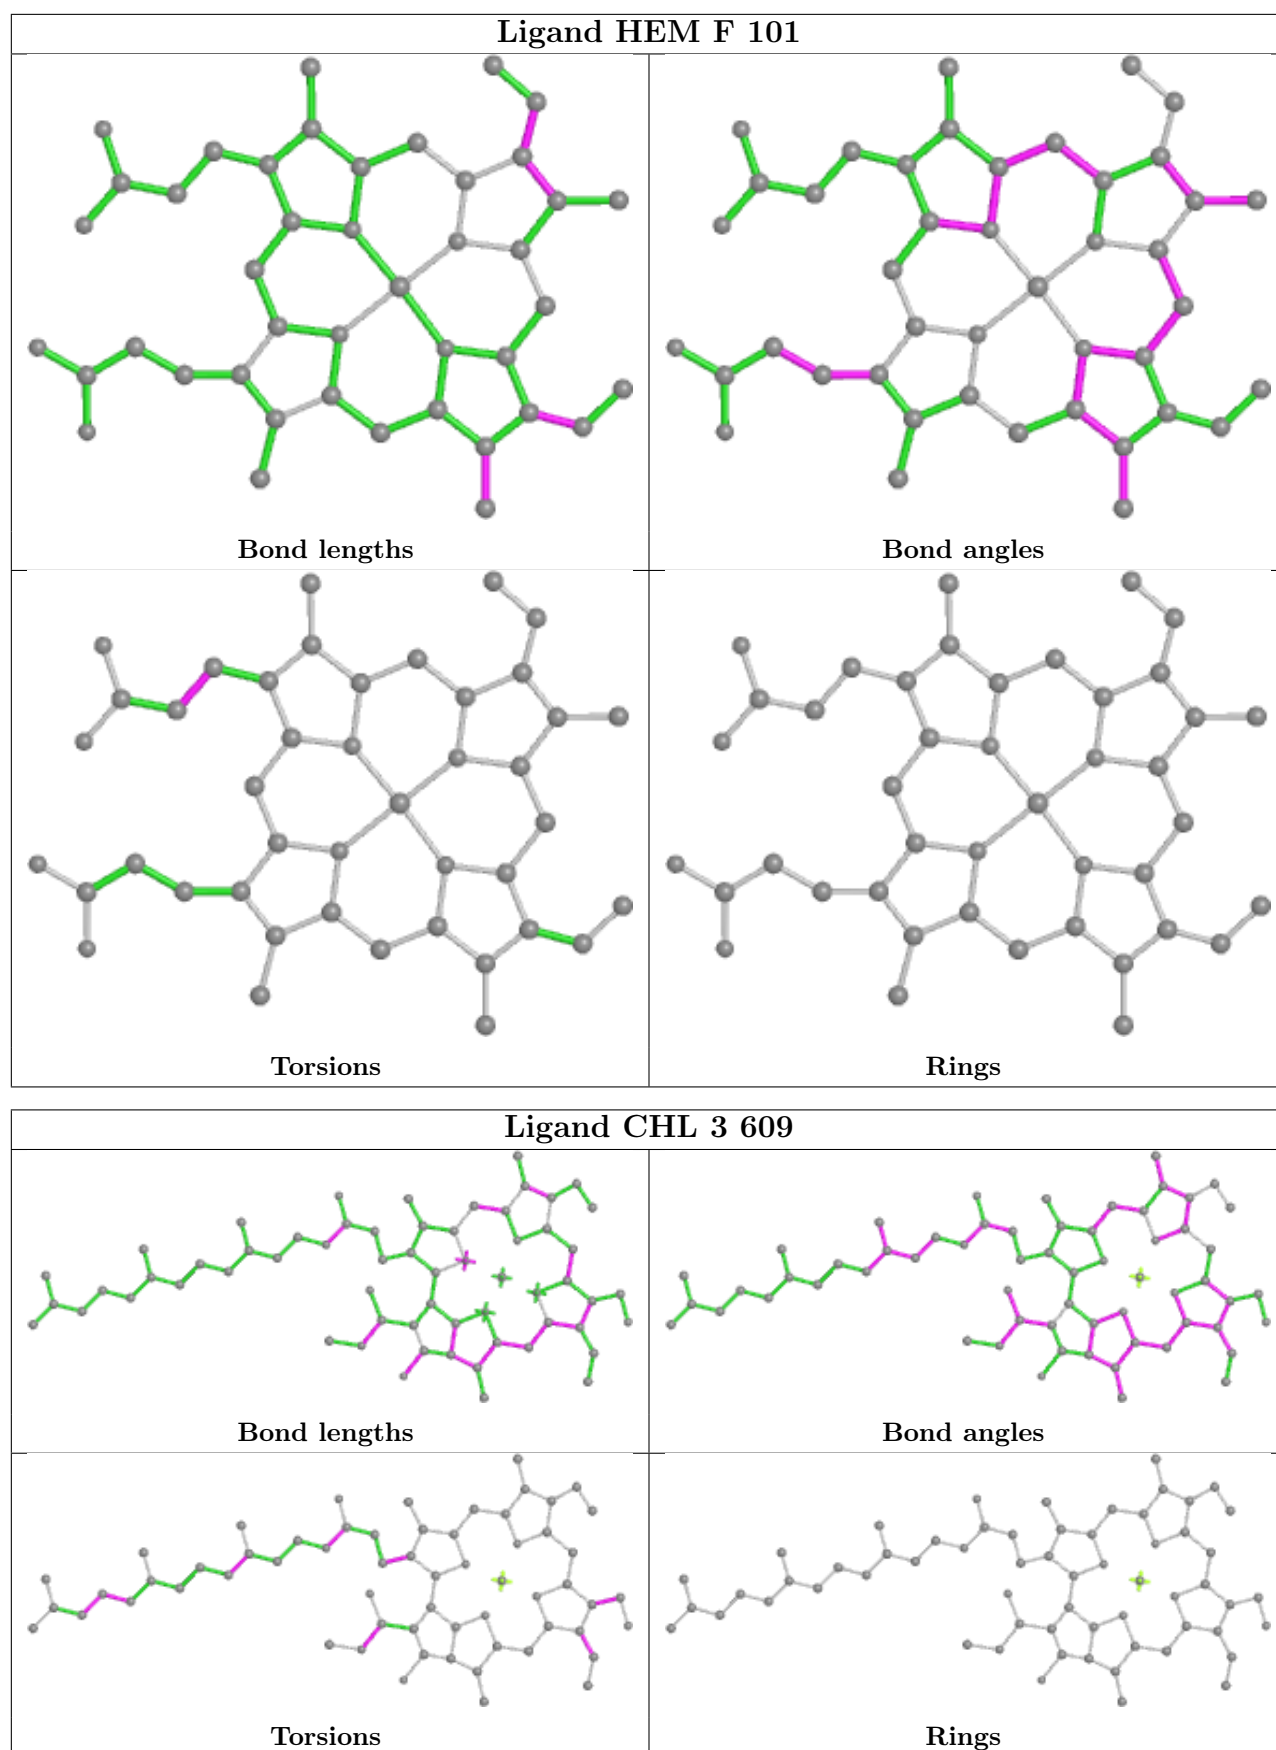 Ligand HEM F 101
Bond lengths
Bond angles
Torsions
Rings
Ligand CHL 3 609
Bond lengths
Bond angles
Torsions
Rings